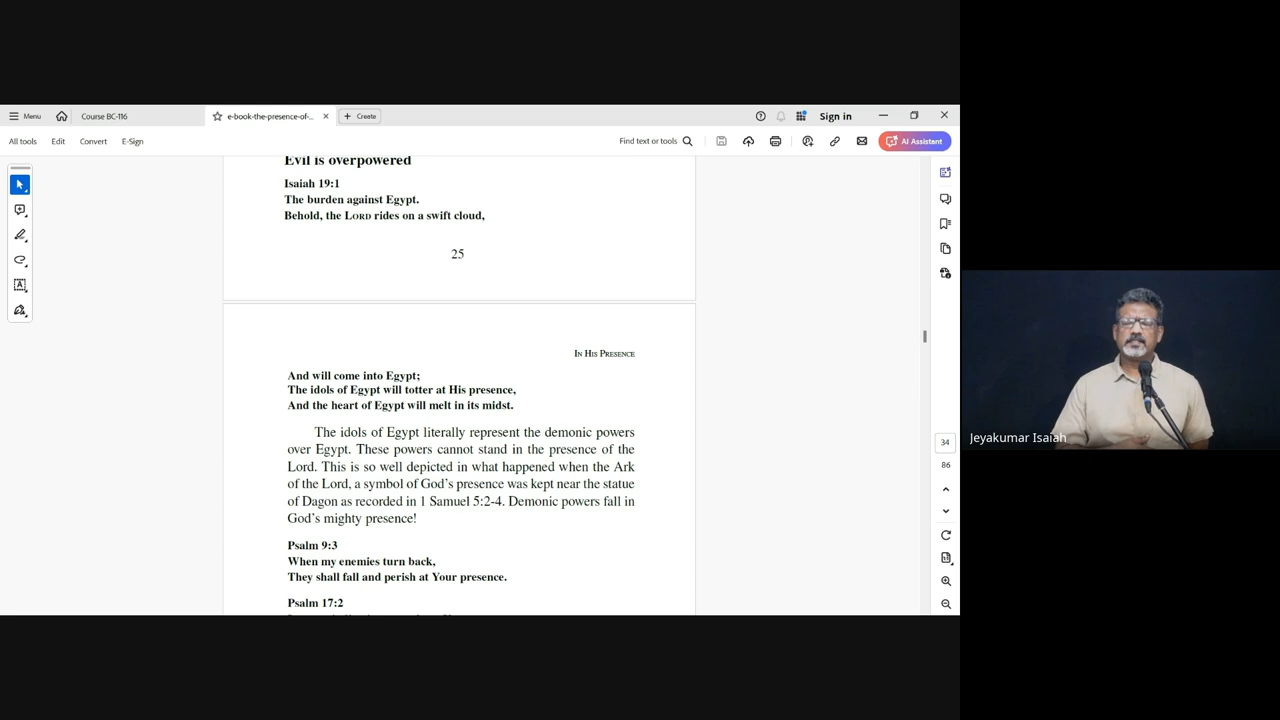 Menu
Course BC-116
e-book-the-presence-of-...
Create
Sign in
All tools
Edit
Convert
E-Sign
Find text or tools
AI Assistant
Evil is overpowered
Isaiah 19:1
The burden against Egypt.
Behold, the LORD rides on a swift cloud,
25
IN HIS PRESENCE
And will come into Egypt;
The idols of Egypt will totter at His presence,
And the heart of Egypt will melt in its midst.
The idols of Egypt literally represent the demonic powers
over Egypt. These powers cannot stand in the presence of the
Lord. This is so well depicted in what happened when the Ark
of the Lord, a symbol of God's presence was kept near the statue
of Dagon as recorded in 1 Samuel 5:2-4. Demonic powers fall in
God's mighty presence!
Psalm 9:3
When my enemies turn back,
They shall fall and perish at Your presence.
Psalm 17:2
34
86
Jeyakumar Isaiah